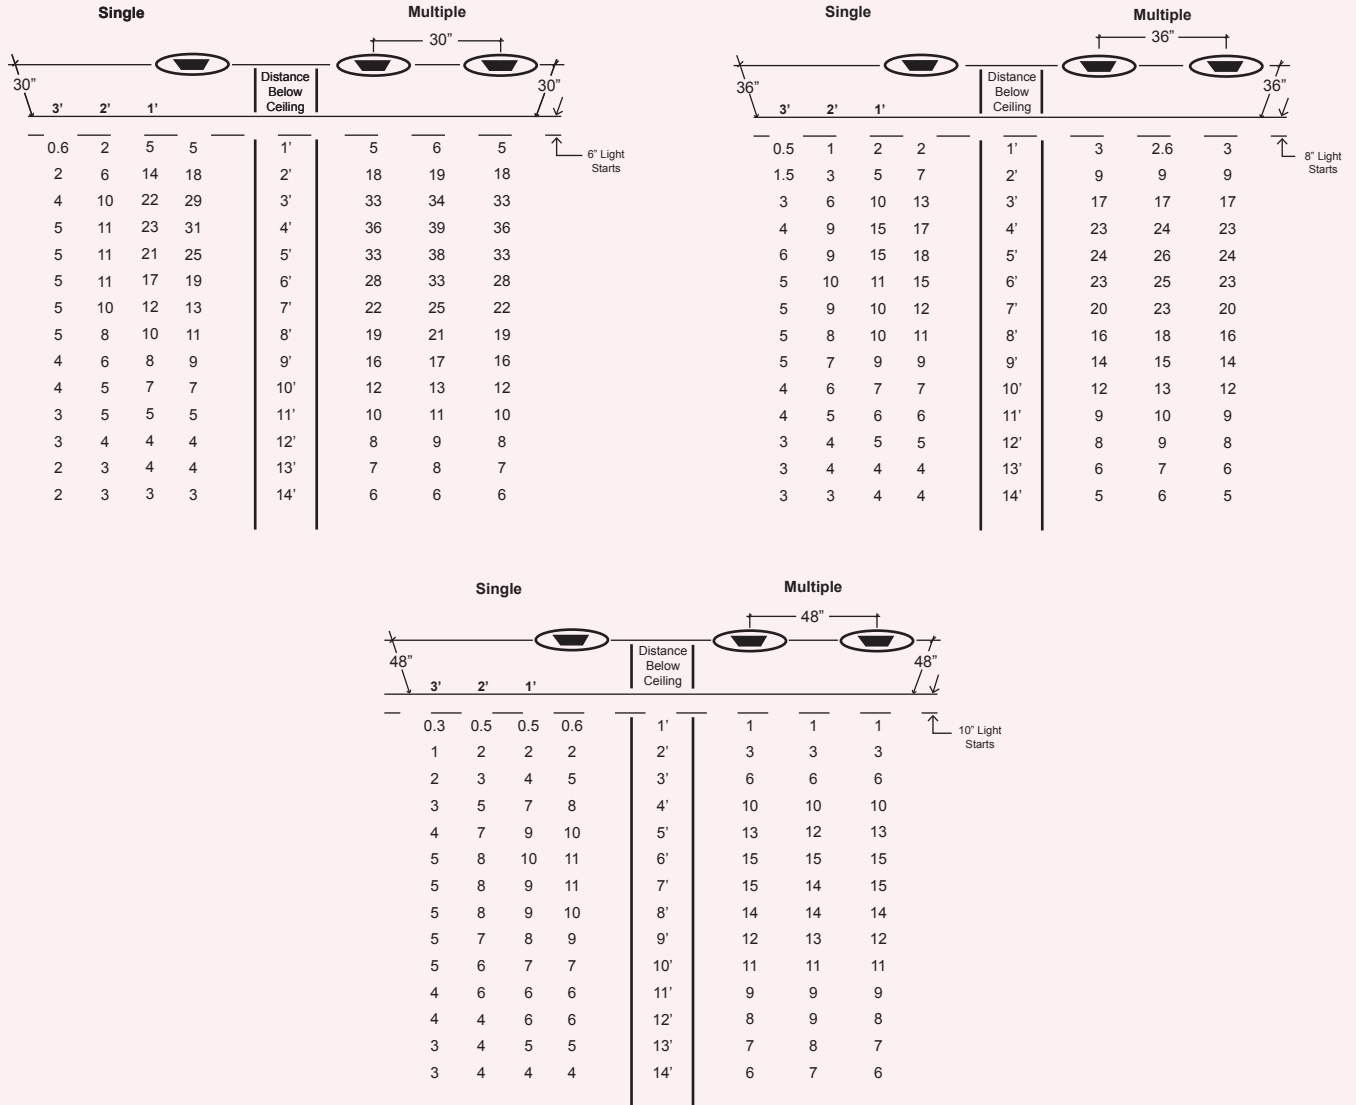 Single Multiple
30”
30” 30”
Distance
Below
Ceiling
3’ 2’ 1’
0.6 2 5 5 1’ 5 6 5
6” Light
Starts
2 6 14 18 2’ 18 19 18
4 10 22 29 3’ 33 34 33
5 11 23 31 4’ 36 39 36
5 11 21 25 5’ 33 38 33
5 11 17 19 6’ 28 33 28
5 10 12 13 7’ 22 25 22
5 8 10 11 8’ 19 21 19
4 6 8 9 9’ 16 17 16
4 5 7 7 10’ 12 13 12
3 5 5 5 11’ 10 11 10
3 4 4 4 12’ 8 9 8
2 3 4 4 13’ 7 8 7
2 3 3 3 14’ 6 6 6
Single Multiple
36”
36” 36”
Distance
Below
Ceiling
3’ 2’ 1’
0.5 1 2 2 1’ 3 2.6 3
8” Light
Starts
1.5 3 5 7 2’ 9 9 9
3 6 10 13 3’ 17 17 17
4 9 15 17 4’ 23 24 23
6 9 15 18 5’ 24 26 24
5 10 11 15 6’ 23 25 23
5 9 10 12 7’ 20 23 20
5 8 10 11 8’ 16 18 16
5 7 9 9 9’ 14 15 14
4 6 7 7 10’ 12 13 12
4 5 6 6 11’ 9 10 9
3 4 5 5 12’ 8 9 8
3 4 4 4 13’ 6 7 6
3 3 4 4 14’ 5 6 5
Single Multiple
48”
48” 48”
Distance
Below
Ceiling
3’ 2’ 1’
0.3 0.5 0.5 0.6 1’ 1 1 1
10” Light
Starts
1 2 2 2 2’ 3 3 3
2 3 4 5 3’ 6 6 6
3 5 7 8 4’ 10 10 10
4 7 9 10 5’ 13 12 13
5 8 10 11 6’ 15 15 15
5 8 9 11 7’ 15 14 15
5 8 9 10 8’ 14 14 14
5 7 8 9 9’ 12 13 12
5 6 7 7 10’ 11 11 11
4 6 6 6 11’ 9 9 9
4 4 6 6 12’ 8 9 8
3 4 5 5 13’ 7 8 7
3 4 4 4 14’ 6 7 6